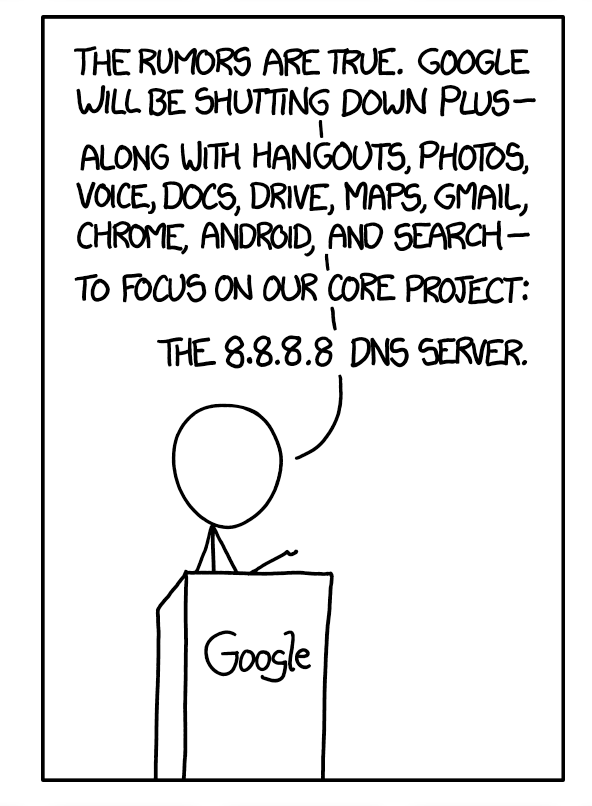 THE RUMORS ARE TRUE. GOOGLE
WILL BE SHUTTING DOWN PLUS—
ALONG WITH HANGOUTS, PHOTOS,
VOICE, DOCS, DRIVE, MAPS, GMAIL,
CHROME, ANDROID, AND SEARCH—
TO FOCUS ON OUR CORE PROJECT:
THE 8.8.8.8 DNS SERVER.
Google